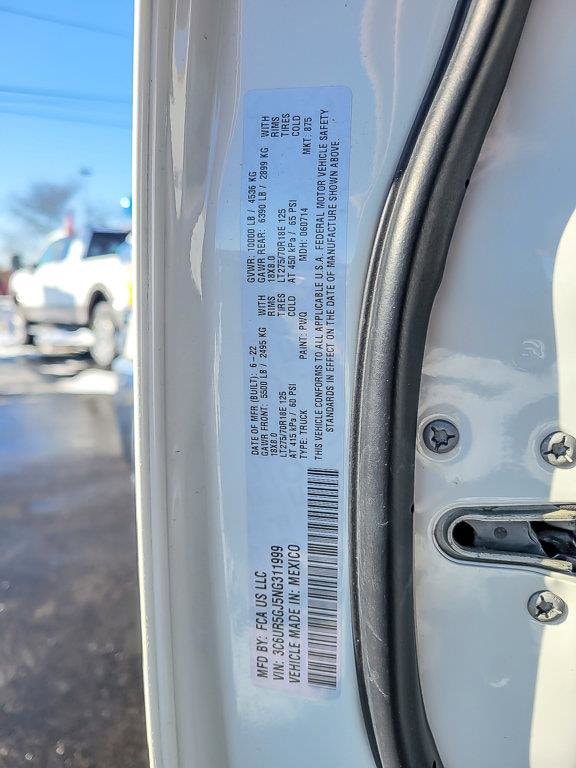 MFD BY: FCA US LLC
VIN: 3C6UR5GJ5NG311999
VEHICLE MADE IN: MEXICO
DATE OF MFR (BUILT): 6-22 GVWR: 10000 LB / 4536 KG
GAWR FRONT: 5500 LB / 2495 KG WITH GAWR REAR: 6390 LB / 2899 KG WITH
18X8.0 RIMS 18X8.0 RIMS
LT275/70R18E 125 TIRES LT275/70R18E 125 TIRES
AT 415 kPa / 60 PSI COLD AT 450 kPa / 65 PSI COLD
TYPE: TRUCK PAINT: PWQ MDH: 060714 MKT: 875
THIS VEHICLE CONFORMS TO ALL APPLICABLE U.S.A. FEDERAL MOTOR VEHICLE SAFETY
STANDARDS IN EFFECT ON THE DATE OF MANUFACTURE SHOWN ABOVE.